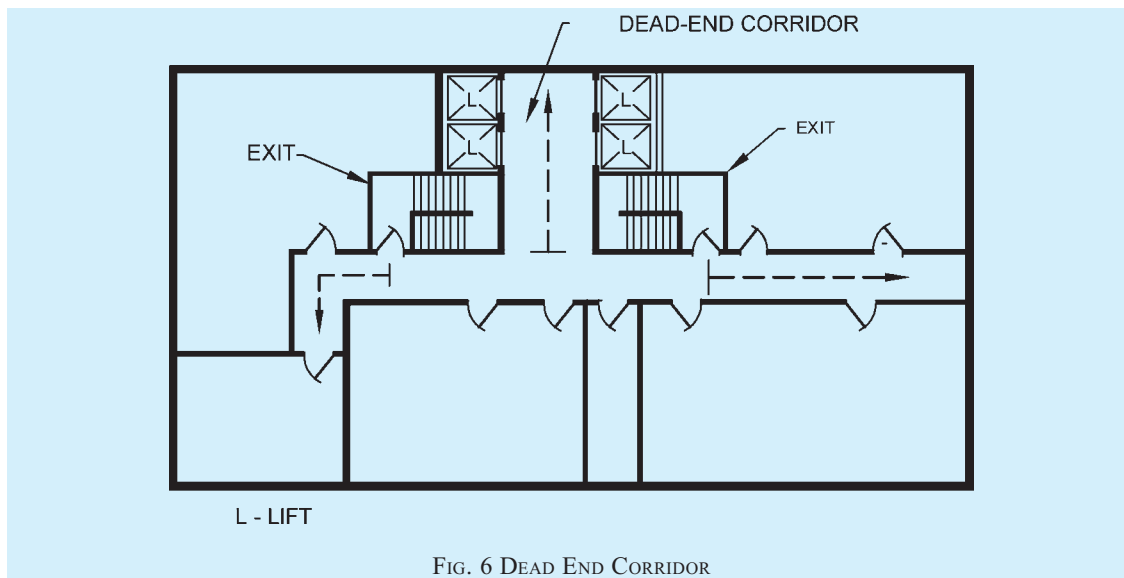 DEAD-END CORRIDOR
L
L
L
L
EXIT
EXIT
L - LIFT
FIG. 6 DEAD END CORRIDOR